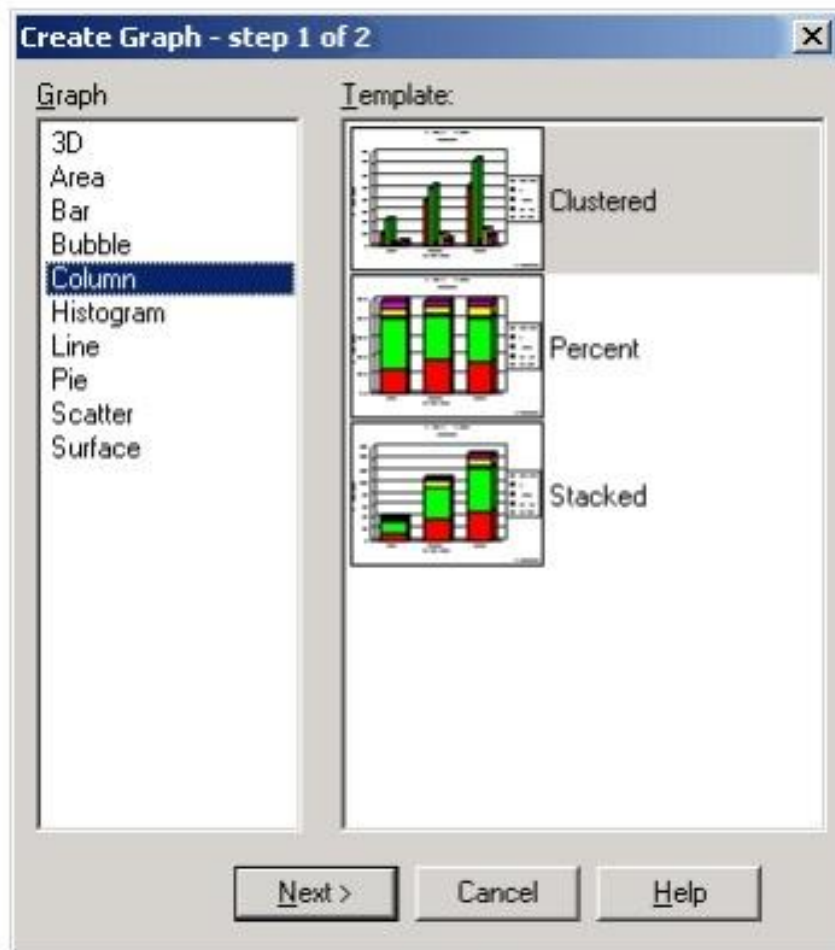 Create Graph - step 1 of 2
Graph
3D
Area
Bar
Bubble
Column
Histogram
Line
Pie
Scatter
Surface
Template:
Clustered
Percent
Stacked
Next >
Cancel
Help